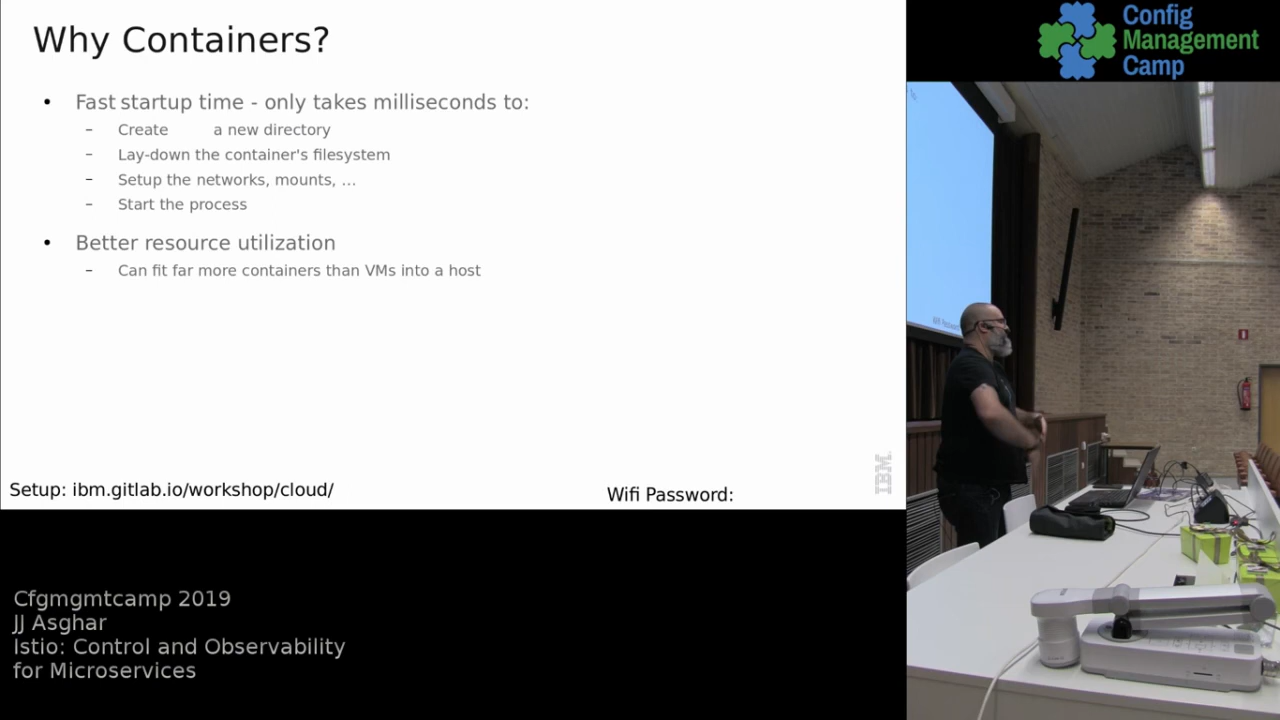 Why Containers?
• Fast startup time - only takes milliseconds to:
– Create a new directory
– Lay-down the container's filesystem
– Setup the networks, mounts, ...
– Start the process
• Better resource utilization
– Can fit far more containers than VMs into a host
IBM
Setup: ibm.gitlab.io/workshop/cloud/
Wifi Password:
Cfgmgmtcamp 2019
JJ Asghar
Istio: Control and Observability
for Microservices
Config
Management
Camp